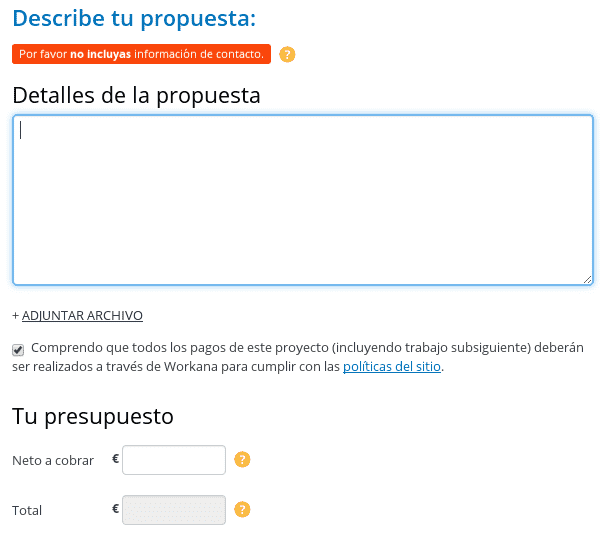 Describe tu propuesta:
Por favor no incluyas información de contacto. ?
Detalles de la propuesta
+ ADJUNTAR ARCHIVO
Comprendo que todos los pagos de este proyecto (incluyendo trabajo subsiguiente) deberán
ser realizados a través de Workana para cumplir con las políticas del sitio.
Tu presupuesto
Neto a cobrar € ?
Total € ?